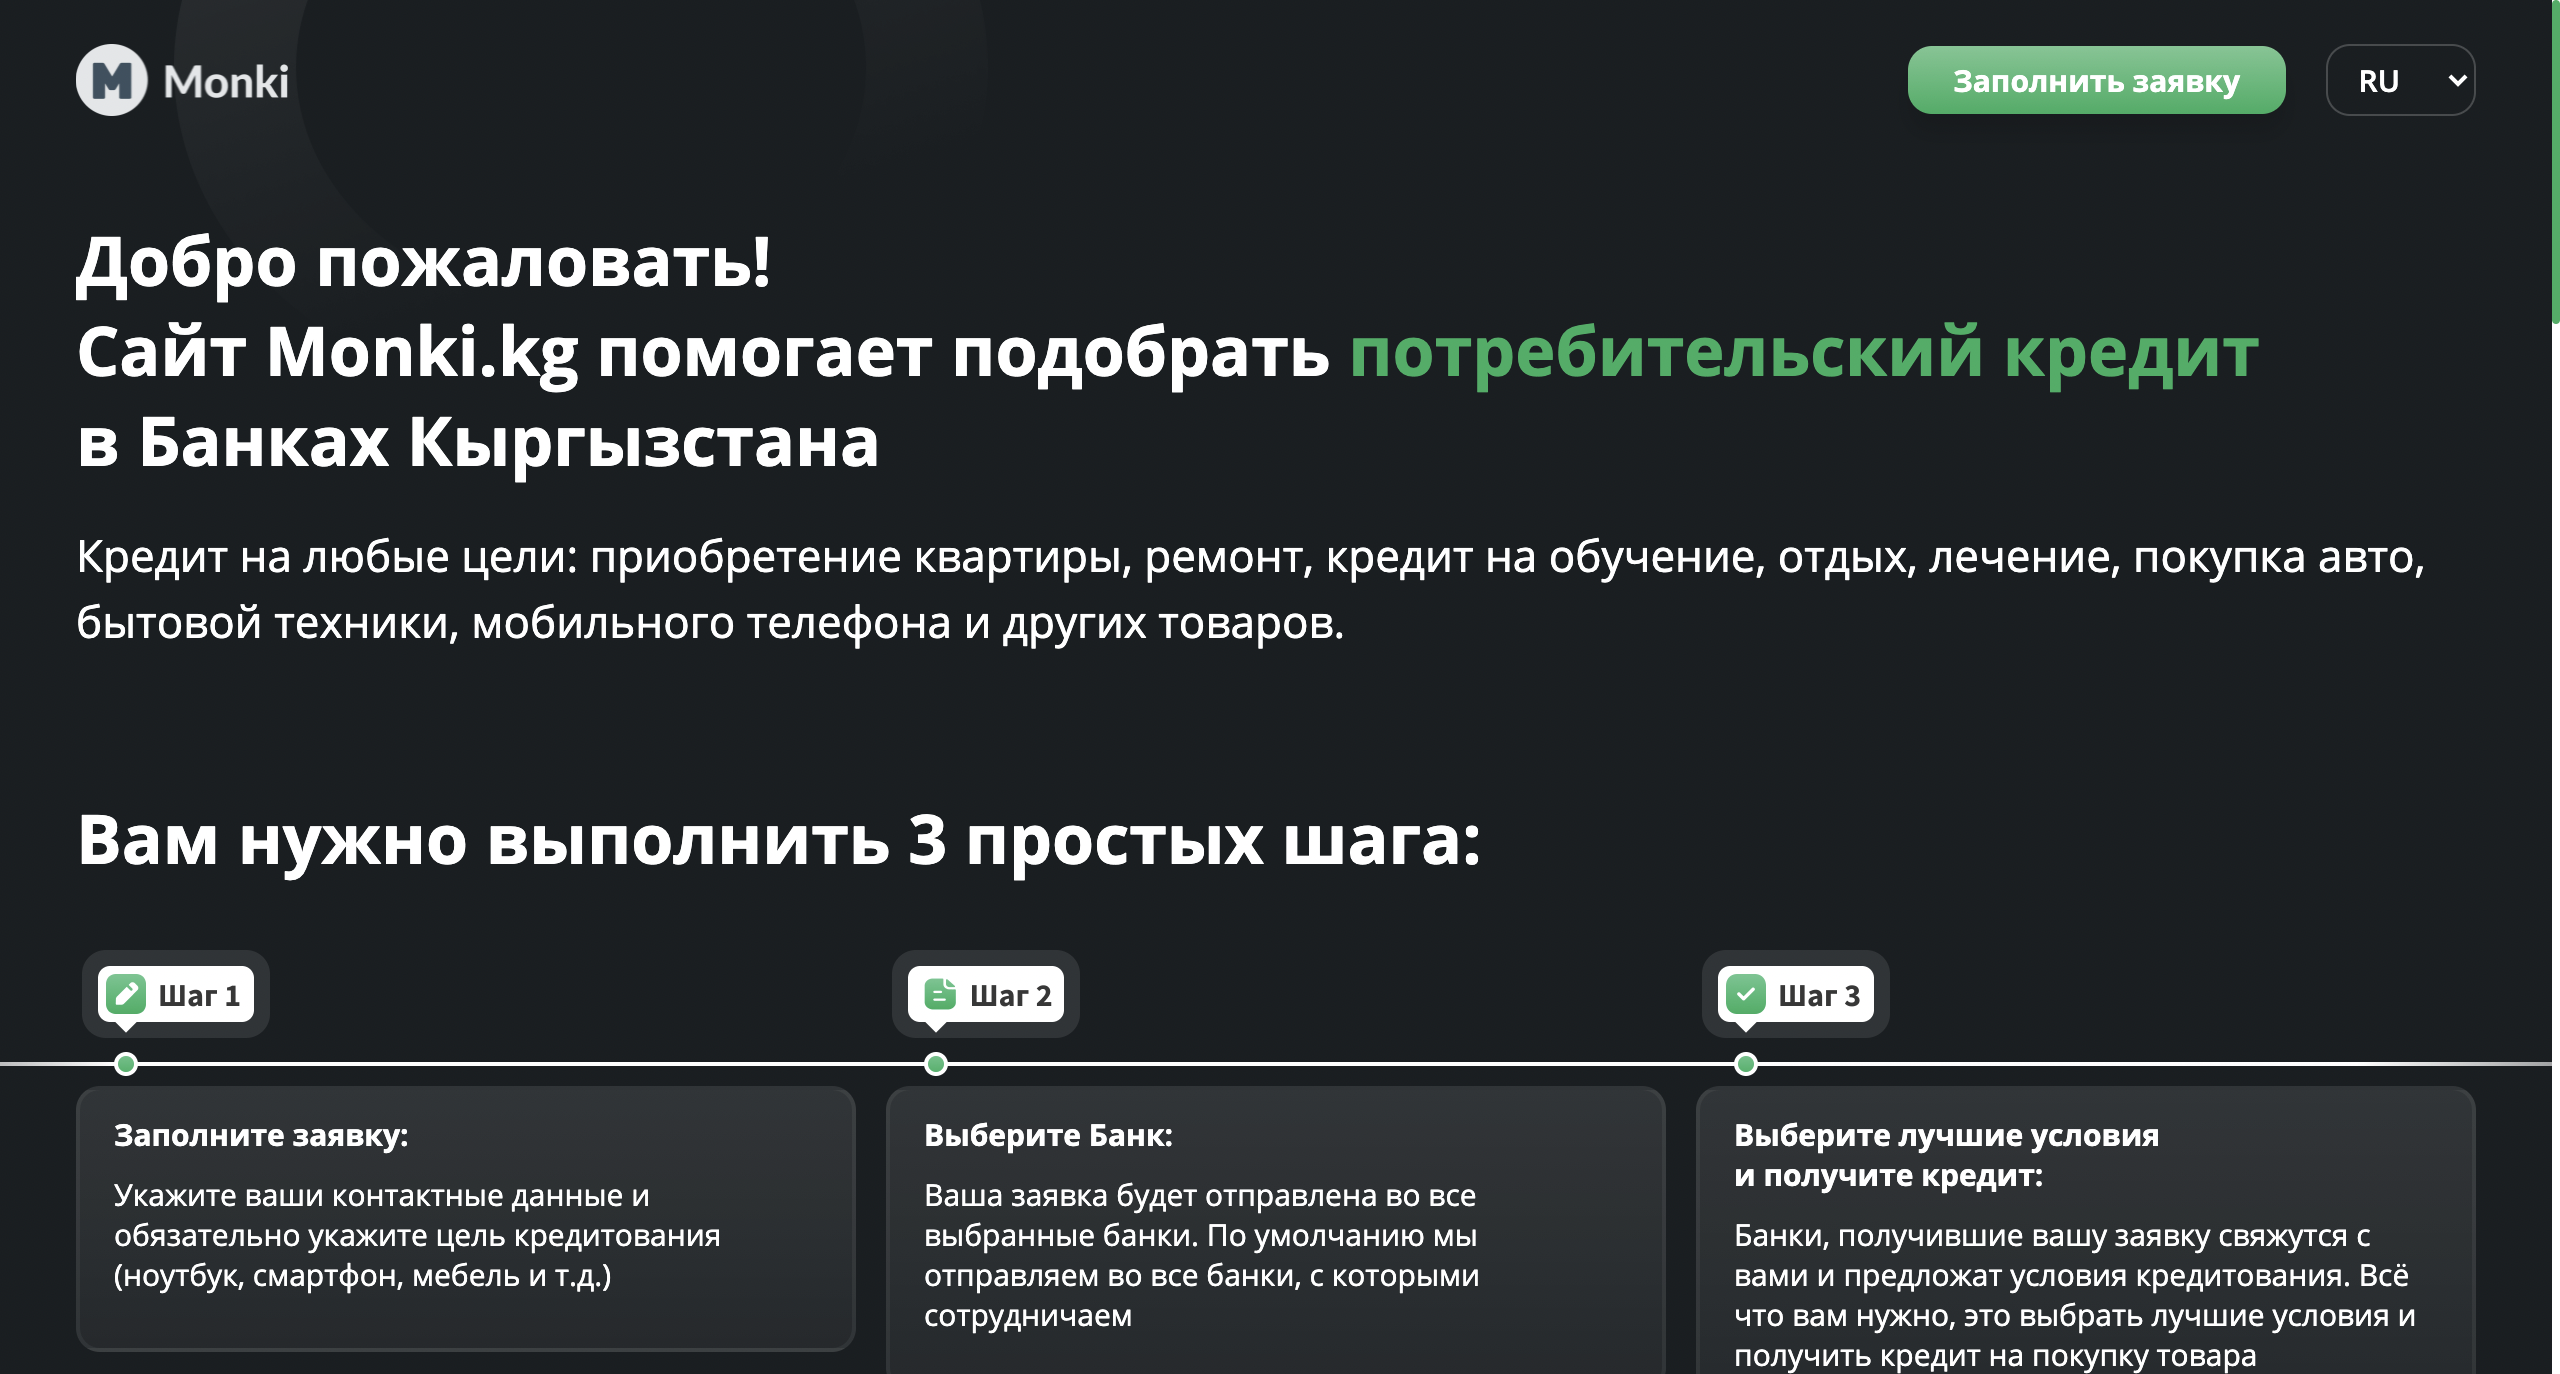 Monki
Заполнить заявку
RU
Добро пожаловать!
Сайт Monki.kg помогает подобрать потребительский кредит
в Банках Кыргызстана
Кредит на любые цели: приобретение квартиры, ремонт, кредит на обучение, отдых, лечение, покупка авто,
бытовой техники, мобильного телефона и других товаров.
Вам нужно выполнить 3 простых шага:
Шаг 1
Заполните заявку:
Укажите ваши контактные данные и
обязательно укажите цель кредитования
(ноутбук, смартфон, мебель и т.д.)
Шаг 2
Выберите Банк:
Ваша заявка будет отправлена во все
выбранные банки. По умолчанию мы
отправляем во все банки, с которыми
сотрудничаем
Шаг 3
Выберите лучшие условия
и получите кредит:
Банки, получившие вашу заявку свяжутся с
вами и предложат условия кредитования. Всё
что вам нужно, это выбрать лучшие условия и
получить кредит на покупку товара